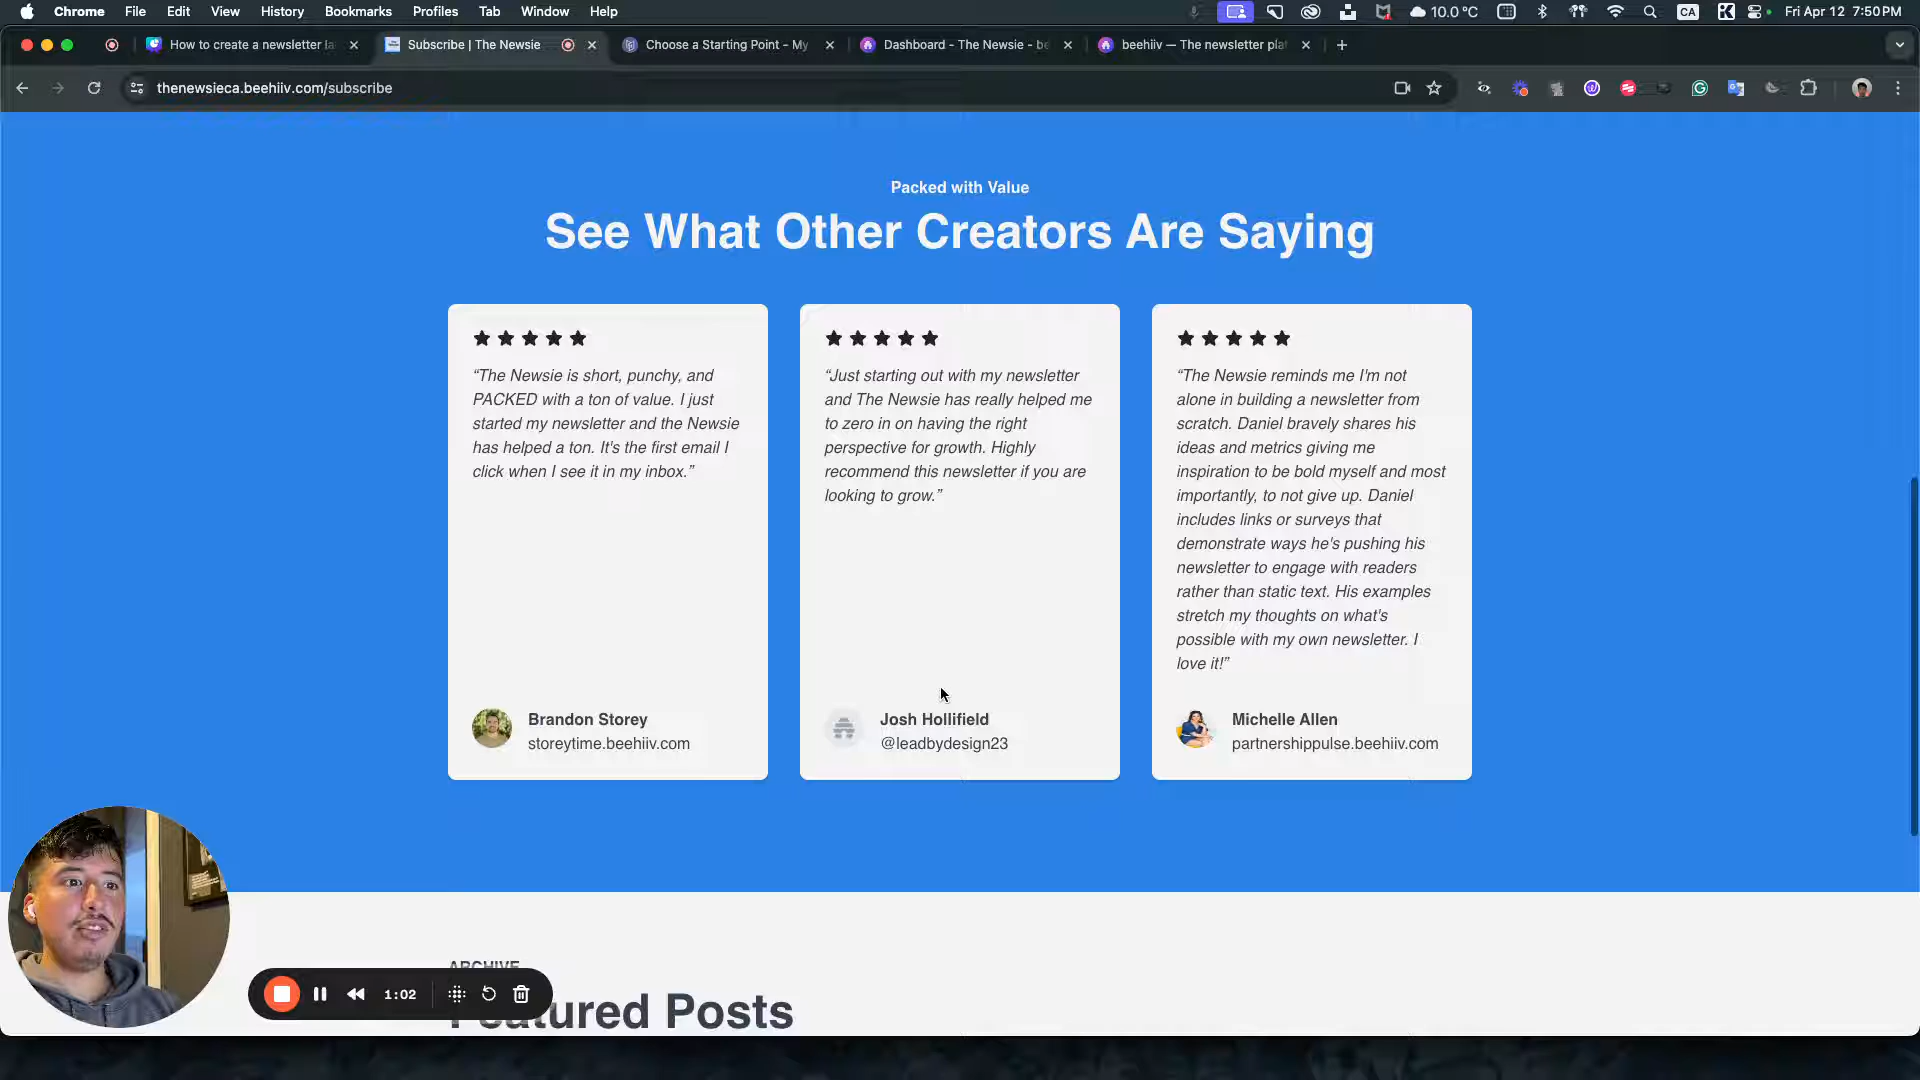 Chrome File Edit View History Bookmarks Profiles Tab Window Help 10.0 °C CA Fri Apr 12 7:50 PM
How to create a newsletter la
Subscribe | The Newsie
Choose a Starting Point - My
Dashboard - The Newsie - be
beehiiv — The newsletter plat
thenewsieca.beehiiv.com/subscribe
Packed with Value
See What Other Creators Are Saying
“The Newsie is short, punchy, and
PACKED with a ton of value. I just
started my newsletter and the Newsie
has helped a ton. It's the first email I
click when I see it in my inbox.”
Brandon Storey
storeytime.beehiiv.com
“Just starting out with my newsletter
and The Newsie has really helped me
to zero in on having the right
perspective for growth. Highly
recommend this newsletter if you are
looking to grow.”
Josh Hollifield
@leadbydesign23
“The Newsie reminds me I'm not
alone in building a newsletter from
scratch. Daniel bravely shares his
ideas and metrics giving me
inspiration to be bold myself and most
importantly, to not give up. Daniel
includes links or surveys that
demonstrate ways he's pushing his
newsletter to engage with readers
rather than static text. His examples
stretch my thoughts on what's
possible with my own newsletter. I
love it!”
Michelle Allen
partnershippulse.beehiiv.com
ARCHIVE
Featured Posts
1:02